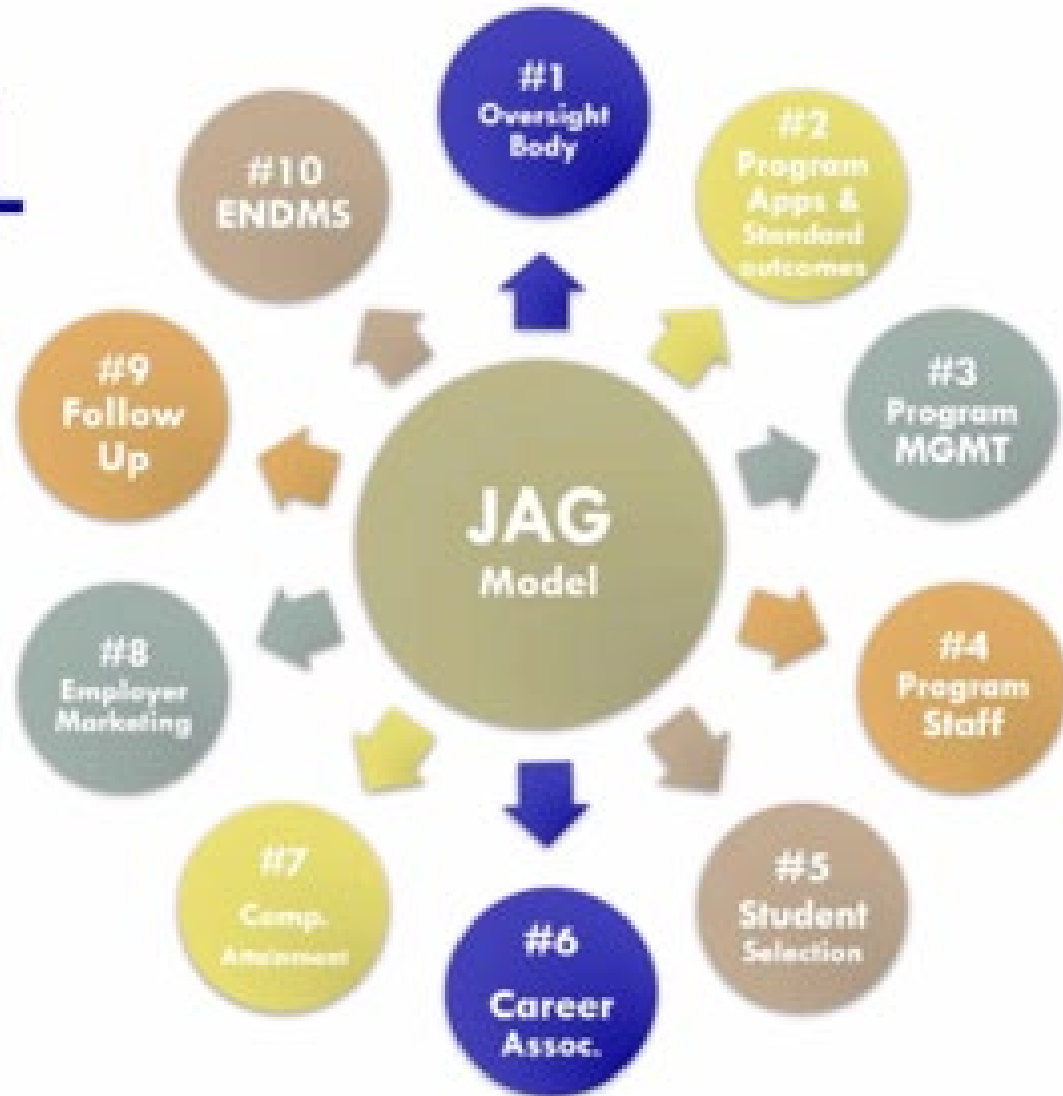 JAG
Model
#1
Oversight
Body
#2
Program
Apps &
Standard
outcomes
#3
Program
MGMT
#4
Program
Staff
#5
Student
Selection
#6
Career
Assoc.
#7
Comp.
Attainment
#8
Employer
Marketing
#9
Follow
Up
#10
ENDMS